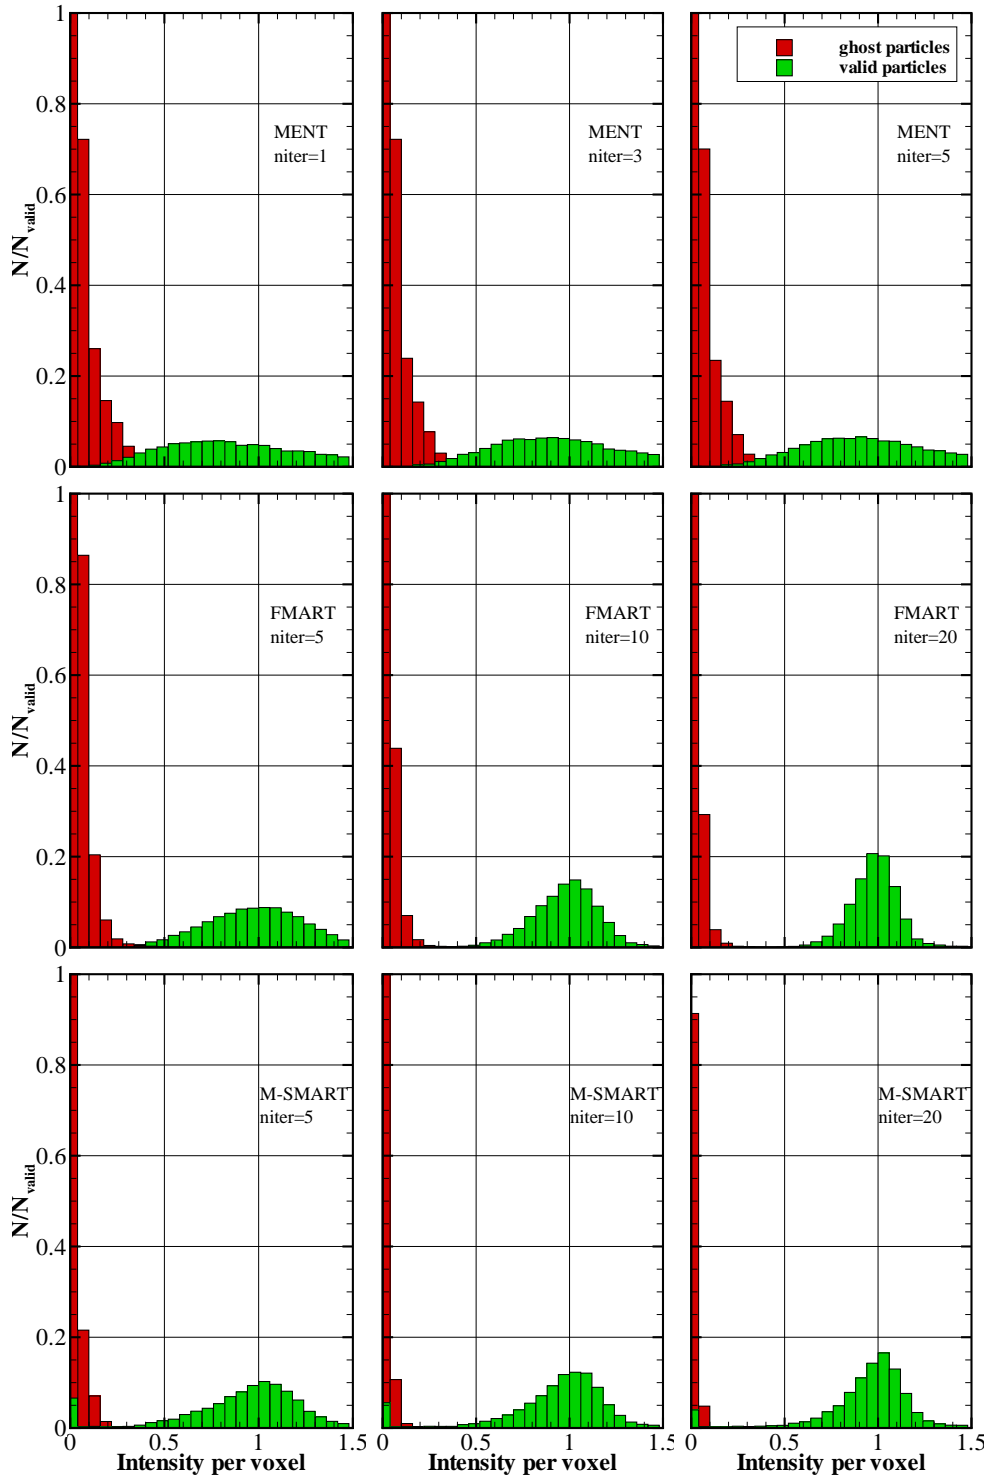 1
0.8
0.6
0.4
0.2
0
N/N_valid
MENT
niter=1
MENT
niter=3
ghost particles
valid particles
MENT
niter=5
1
0.8
0.6
0.4
0.2
0
N/N_valid
FMART
niter=5
FMART
niter=10
FMART
niter=20
1
0.8
0.6
0.4
0.2
0
N/N_valid
M-SMART
niter=5
M-SMART
niter=10
M-SMART
niter=20
0 0.5 1 1.5
0 0.5 1 1.5
0 0.5 1 1.5
Intensity per voxel
Intensity per voxel
Intensity per voxel